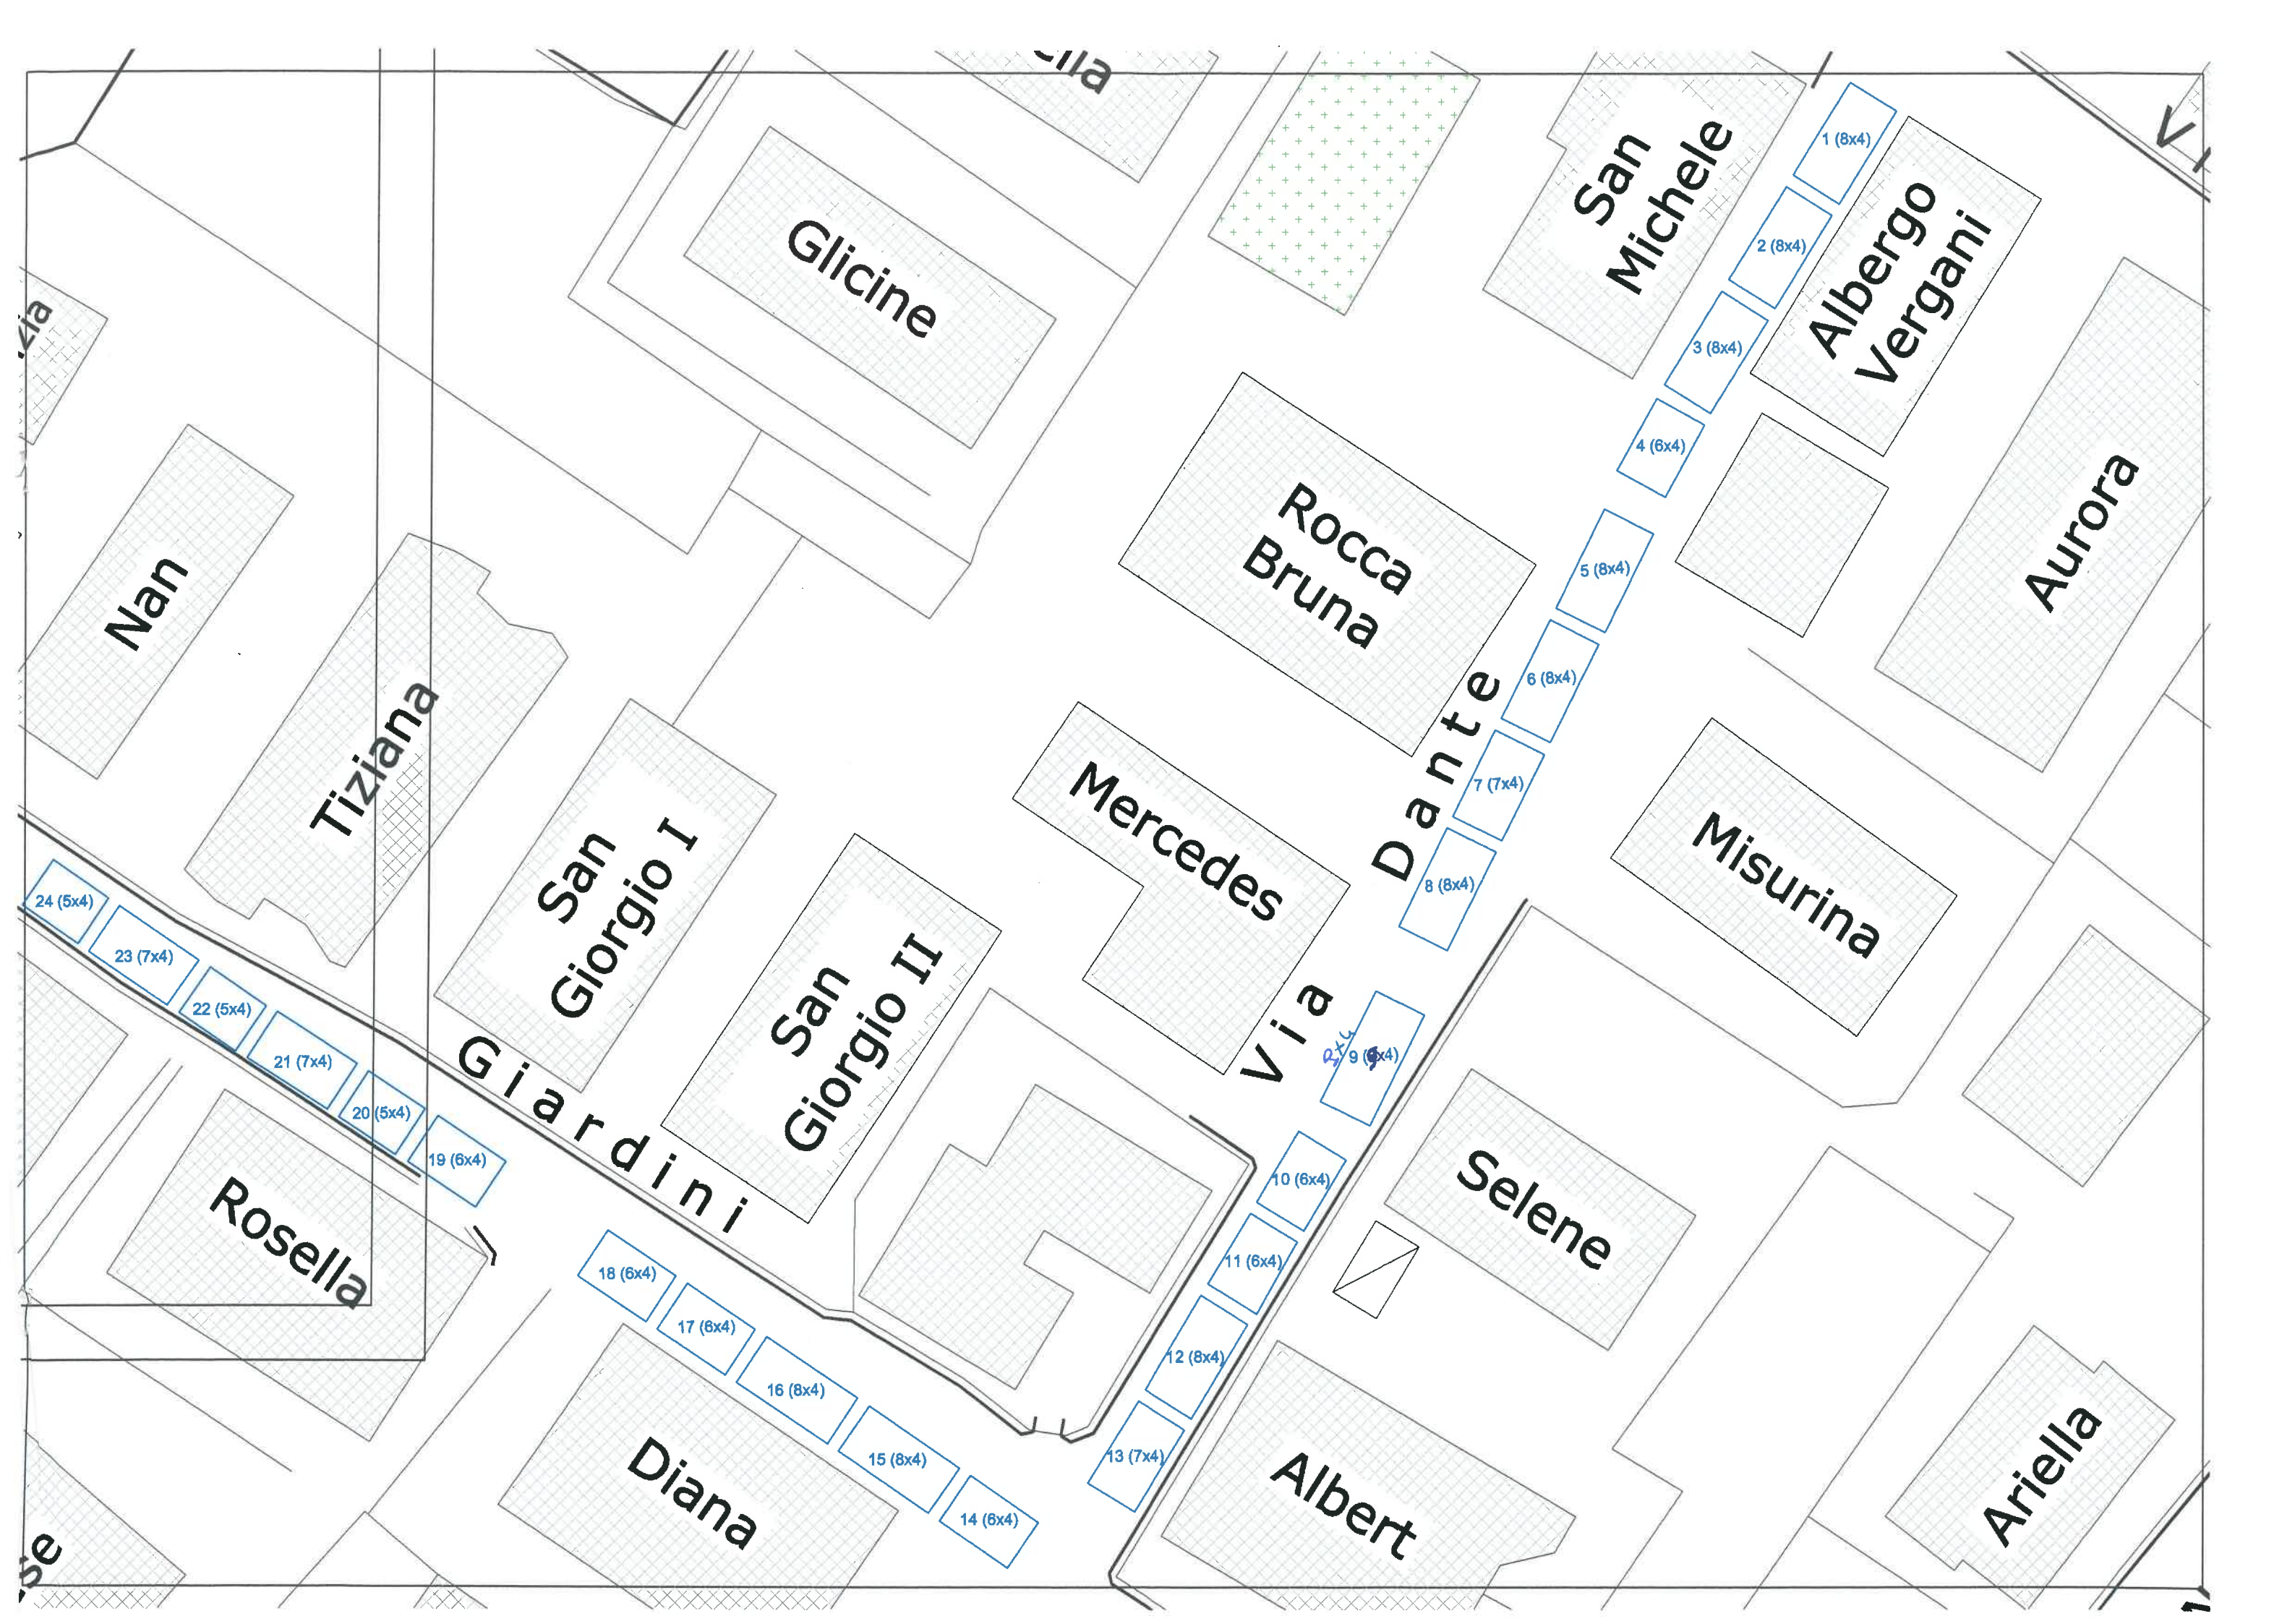 1 (8x4)
2 (8x4)
3 (8x4)
4 (6x4)
5 (8x4)
6 (8x4)
7 (7x4)
8 (8x4)
10 (6x4)
11 (6x4)
12 (8x4)
13 (7x4)
14 (6x4)
15 (8x4)
16 (8x4)
17 (6x4)
18 (6x4)
19 (6x4)
20 (5x4)
21 (7x4)
22 (5x4)
23 (7x4)
24 (5x4)
San
Michele
Albergo
Vergani
Aurora
Glicine
Rocca
Bruna
Nan
Tiziana
San
Giorgio I
San
Giorgio II
Mercedes
Misurina
Via Dante
Giardini
Selene
Rosella
Diana
Albert
Ariella